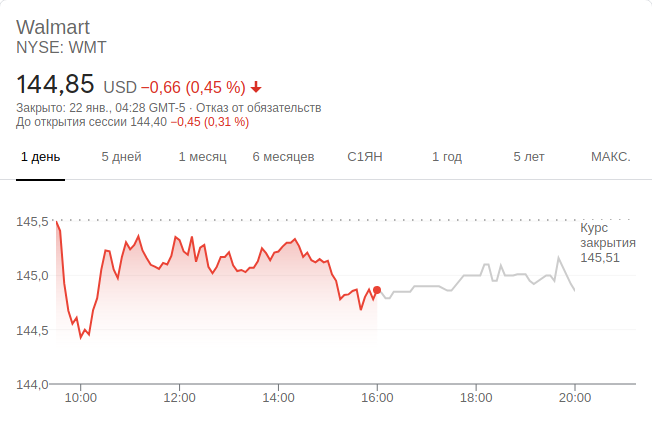 Walmart
NYSE: WMT
144,85 USD −0,66 (0,45 %)
Закрыто: 22 янв., 04:28 GMT-5 · Отказ от обязательств
До открытия сессии 144,40 −0,45 (0,31 %)
1 день 5 дней 1 месяц 6 месяцев С1ЯН 1 год 5 лет МАКС.
145,5
Курс
закрытия
145,51
145,0
144,5
144,0
10:00 12:00 14:00 16:00 18:00 20:00